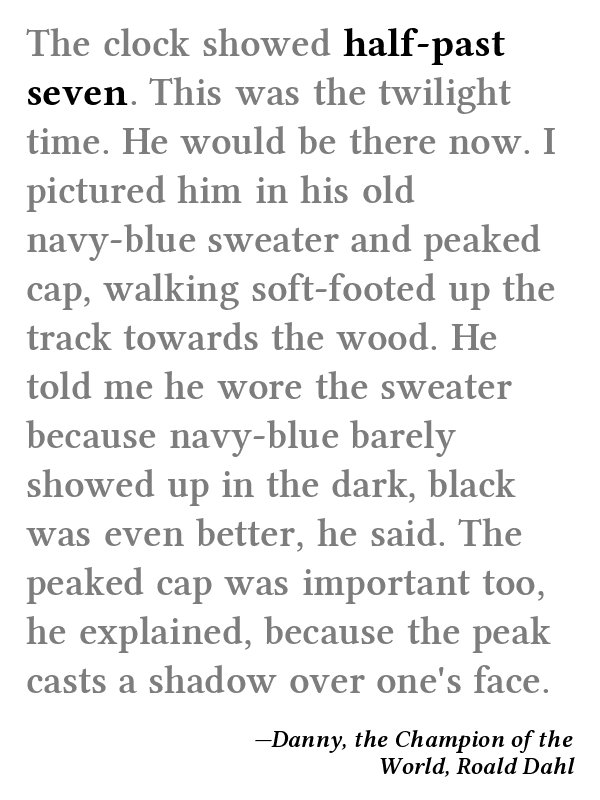 The clock showed half-past
seven. This was the twilight
time. He would be there now. I
pictured him in his old
navy-blue sweater and peaked
cap, walking soft-footed up the
track towards the wood. He
told me he wore the sweater
because navy-blue barely
showed up in the dark, black
was even better, he said. The
peaked cap was important too,
he explained, because the peak
casts a shadow over one's face.
—Danny, the Champion of the
World, Roald Dahl